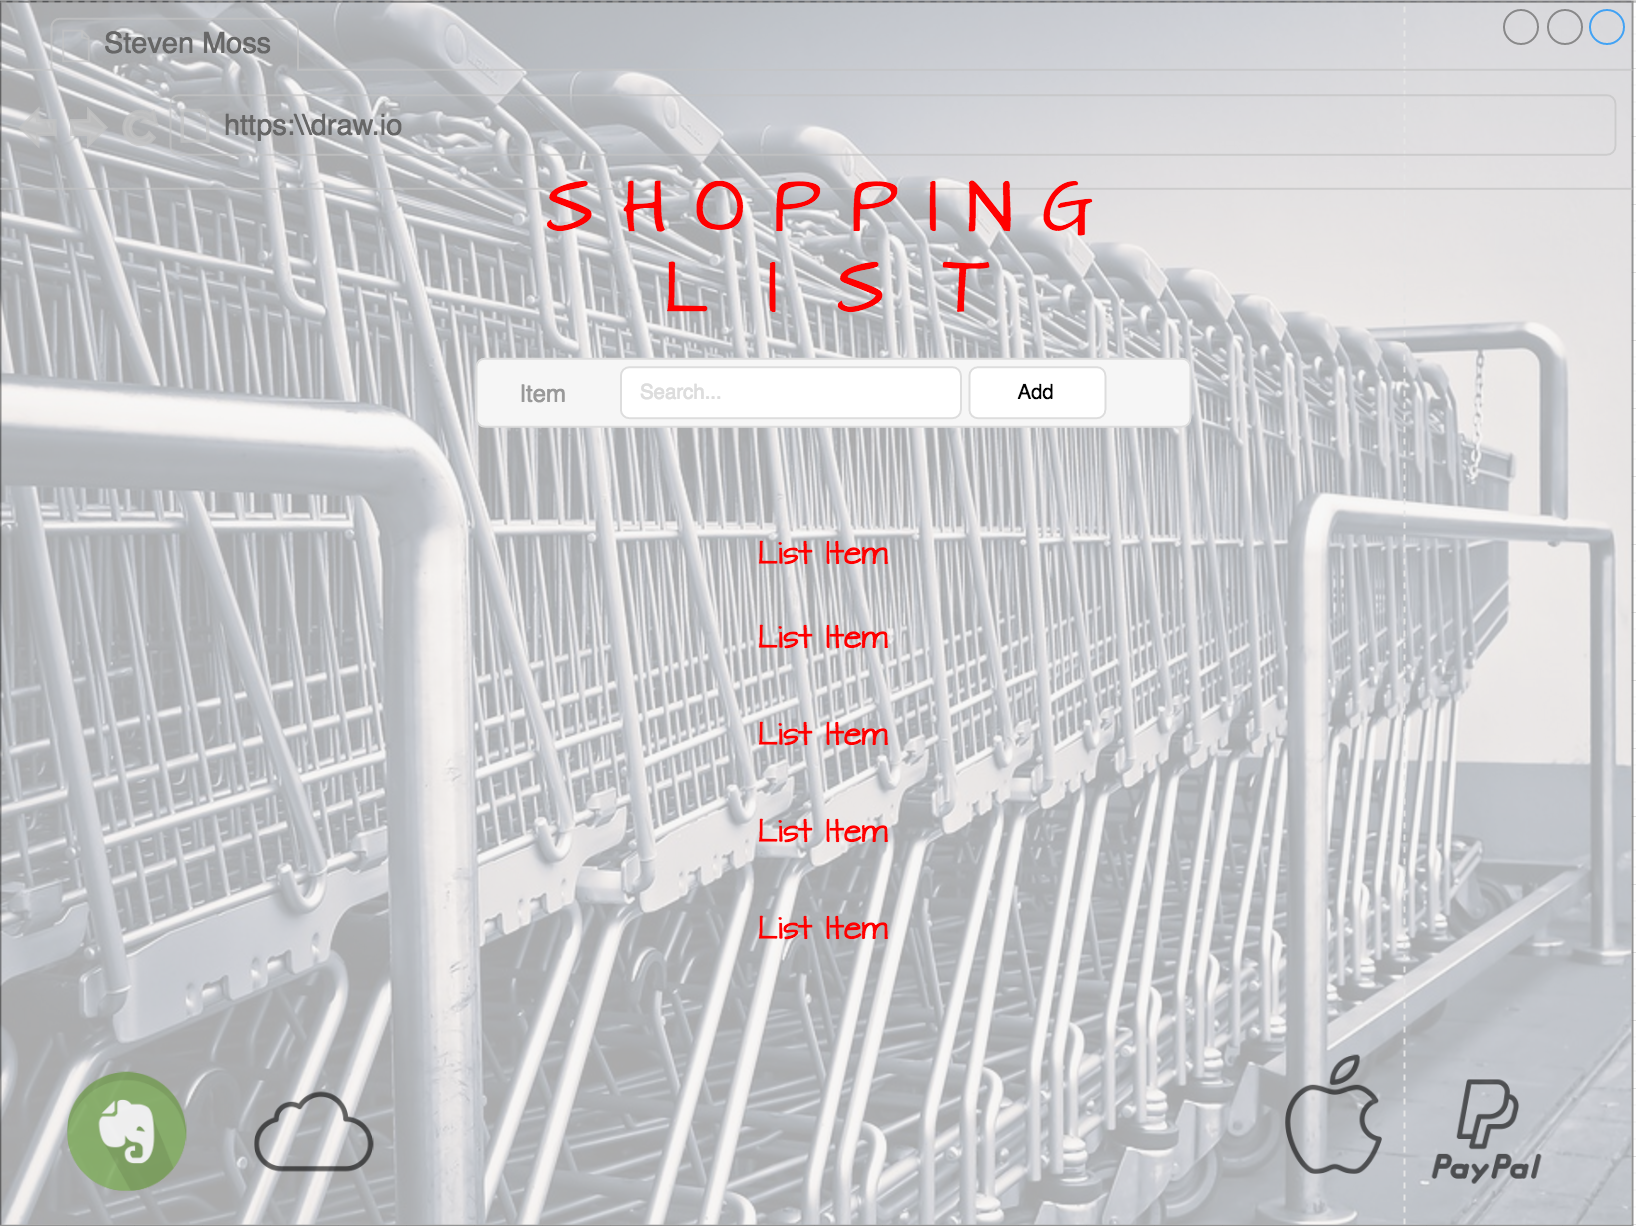 Steven Moss
https:\\draw.io
SHOPPING
LIST
Item Search... Add
List Item
List Item
List Item
List Item
List Item
PayPal